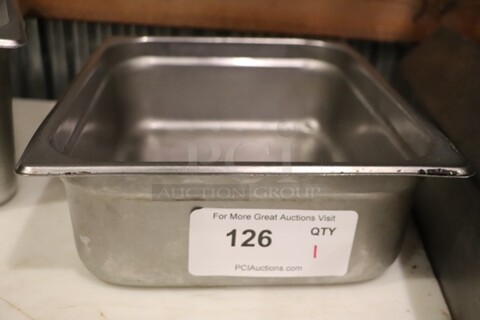 PCI
AUCTION GROUP
For More Great Auctions Visit
126
QTY
1
PCIAuctions.com